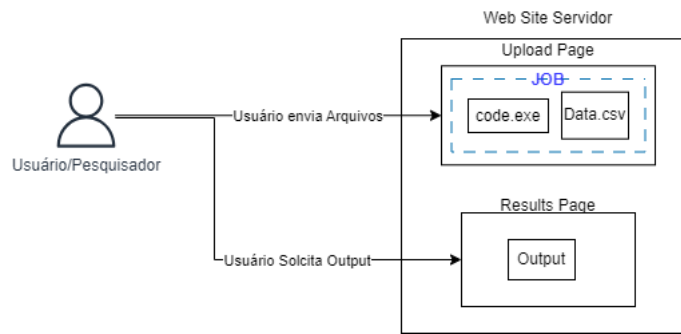 Web Site Servidor
Upload Page
JOB
code.exe
Data.csv
Usuário envia Arquivos
Usuário/Pesquisador
Results Page
Usuário Solcita Output
Output